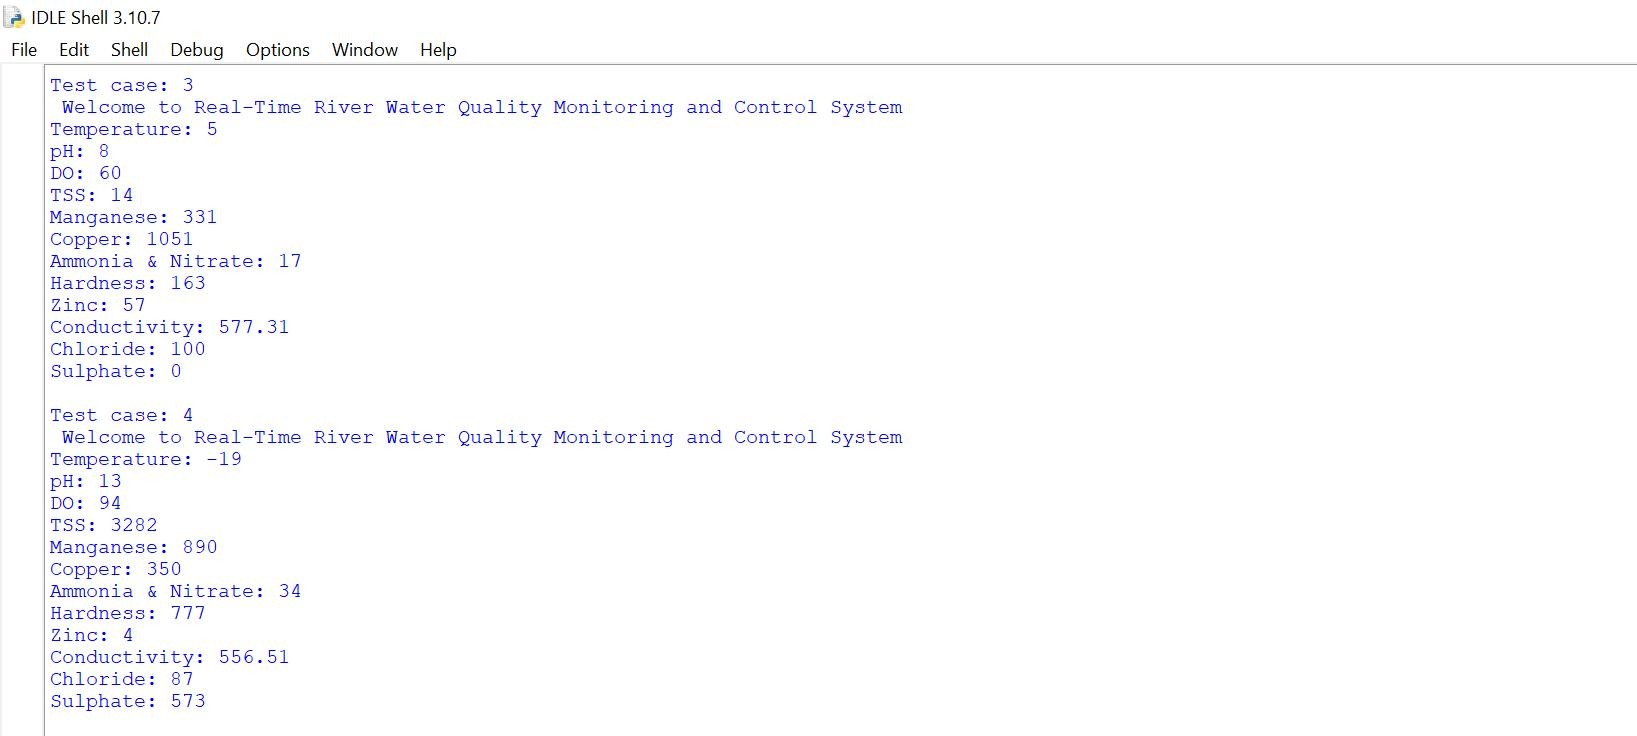 IDLE Shell 3.10.7
File Edit Shell Debug Options Window Help
Test case: 3
Welcome to Real-Time River Water Quality Monitoring and Control System
Temperature: 5
pH: 8
DO: 60
TSS: 14
Manganese: 331
Copper: 1051
Ammonia & Nitrate: 17
Hardness: 163
Zinc: 57
Conductivity: 577.31
Chloride: 100
Sulphate: 0
Test case: 4
Welcome to Real-Time River Water Quality Monitoring and Control System
Temperature: -19
pH: 13
DO: 94
TSS: 3282
Manganese: 890
Copper: 350
Ammonia & Nitrate: 34
Hardness: 777
Zinc: 4
Conductivity: 556.51
Chloride: 87
Sulphate: 573